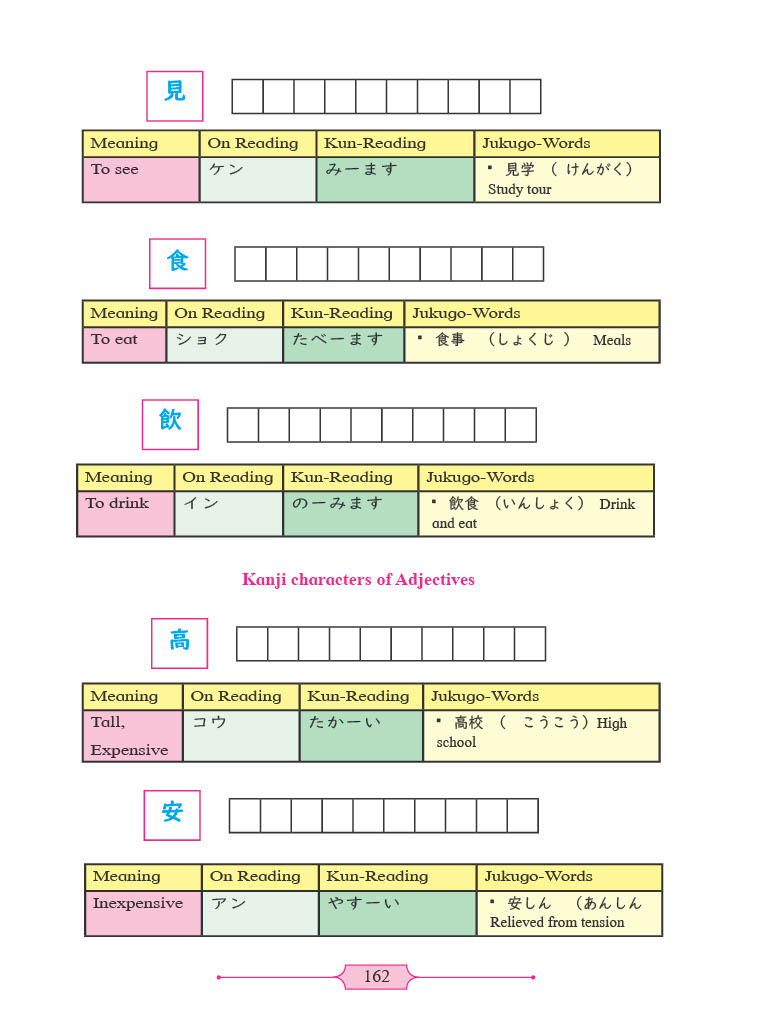 見
Meaning On Reading Kun-Reading Jukugo-Words
To see ケン みーます ▪ 見学 （ けんがく）
Study tour
食
Meaning On Reading Kun-Reading Jukugo-Words
To eat ショク たべーます ▪ 食事 （しょくじ ） Meals
飲
Meaning On Reading Kun-Reading Jukugo-Words
To drink イン のーみます ▪ 飲食 （いんしょく） Drink
and eat
Kanji characters of Adjectives
高
Meaning On Reading Kun-Reading Jukugo-Words
Tall, コウ たかーい ▪ 高校 （ こうこう）High
Expensive school
安
Meaning On Reading Kun-Reading Jukugo-Words
Inexpensive アン やすーい ▪ 安しん （あんしん
Relieved from tension
162